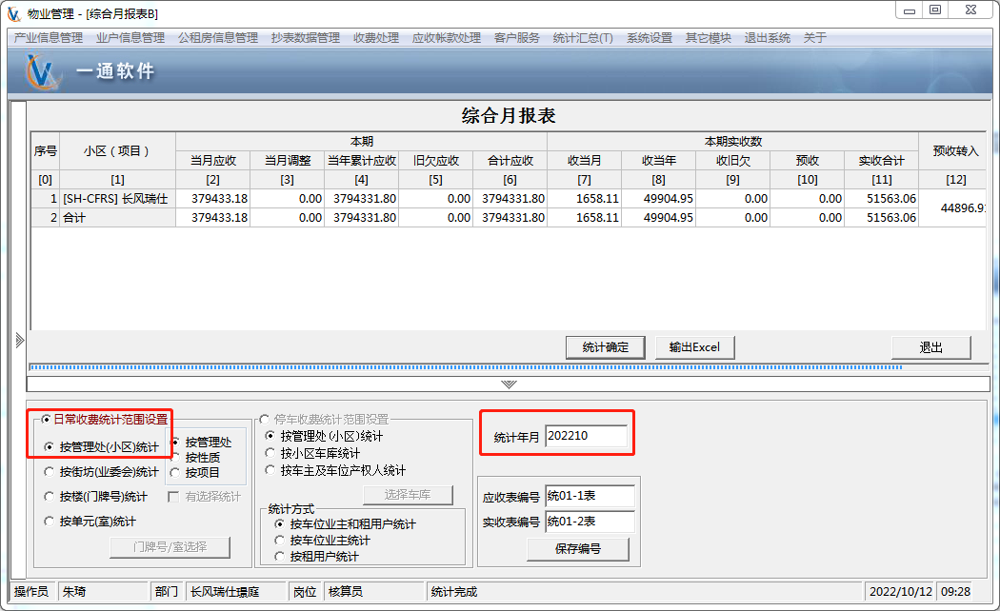 物业管理 - [综合月报表B]
产业信息管理 业户信息管理 公租房信息管理 抄表数据管理 收费处理 应收帐款处理 客户服务 统计汇总(T) 系统设置 其它模块 退出系统 关于
一通软件
综合月报表
序号 小区（项目） 本期 本期实收数 预收转入
当月应收 当月调整 当年累计应收 旧欠应收 合计应收 收当月 收当年 收旧欠 预收 实收合计
[0] [1] [2] [3] [4] [5] [6] [7] [8] [9] [10] [11] [12]
1 [SH-CFRS] 长风瑞仕 379433.18 0.00 3794331.80 0.00 3794331.80 1658.11 49904.95 0.00 0.00 51563.06
44896.9
2 合计 379433.18 0.00 3794331.80 0.00 3794331.80 1658.11 49904.95 0.00 0.00 51563.06
统计确定 输出Excel 退出
日常收费统计范围设置
按管理处(小区)统计
按街坊(业委会)统计
按楼(门牌号)统计
按单元(室)统计
按管理处
按性质
按项目
有选择统计
门牌号/室选择
停车收费统计范围设置
按管理处(小区)统计
按小区车库统计
按车主及车位产权人统计
选择车库
统计方式
按车位业主和租用户统计
按车位业主统计
按租用户统计
统计年月 202210
应收表编号 统01-1表
实收表编号 统01-2表
保存编号
操作员 朱琦 部门 长风瑞仕璟庭 岗位 核算员 统计完成 2022/10/12 09:28